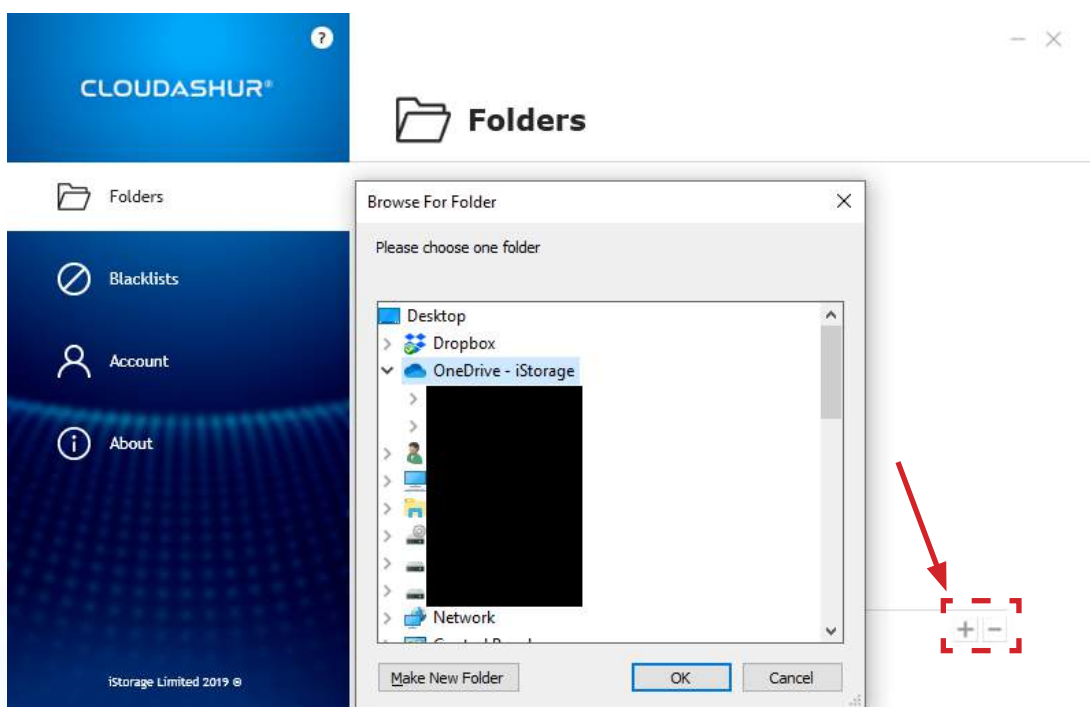 ?
CLOUDASHUR®
Folders
Folders
Blacklists
Account
About
iStorage Limited 2019 ©
Browse For Folder
Please choose one folder
Desktop
Dropbox
OneDrive - iStorage
Network
Make New Folder
OK
Cancel